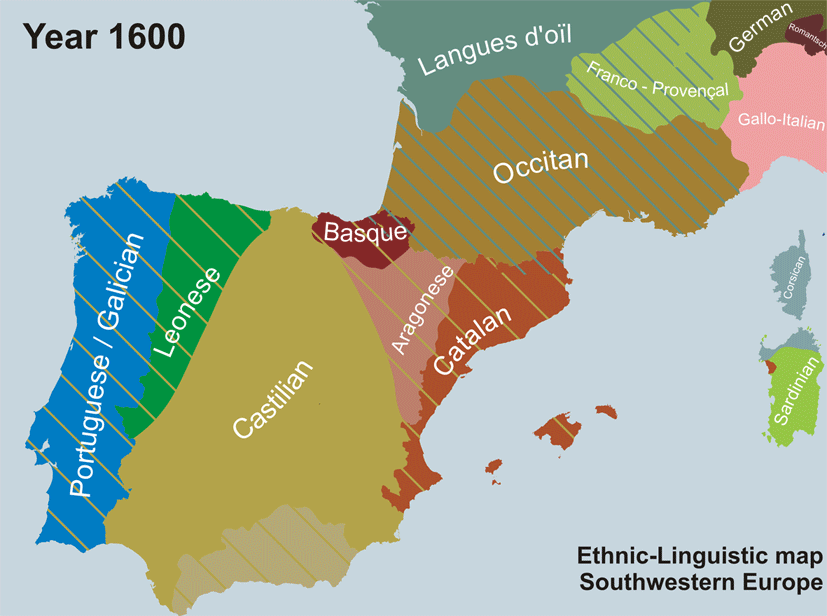 Year 1600
Langues d'oïl
German
Romantsch
Franco - Provençal
Gallo-Italian
Occitan
Basque
Portuguese / Galician
Leonese
Aragonese
Catalan
Castilian
Corsican
Sardinian
Ethnic-Linguistic map
Southwestern Europe